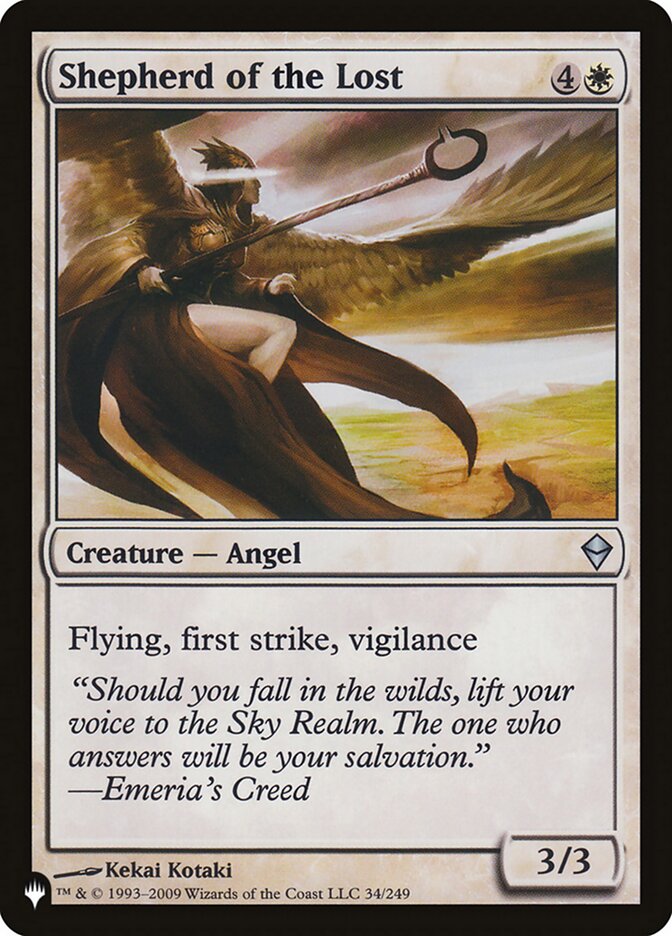 Shepherd of the Lost 4
Creature — Angel
Flying, first strike, vigilance
“Should you fall in the wilds, lift your
voice to the Sky Realm. The one who
answers will be your salvation.”
—Emeria’s Creed
3/3
Kekai Kotaki
™ & © 1993–2009 Wizards of the Coast LLC 34/249